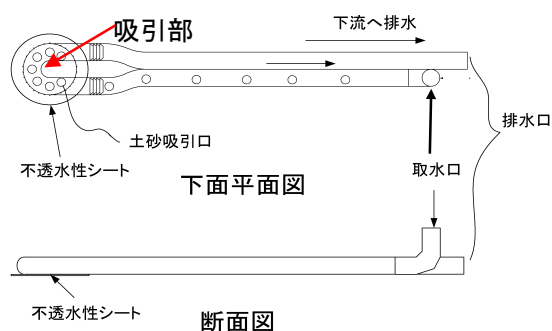 吸引部
下流へ排水
土砂吸引口
排水口
不透水性シート
取水口
下面平面図
不透水性シート
断面図